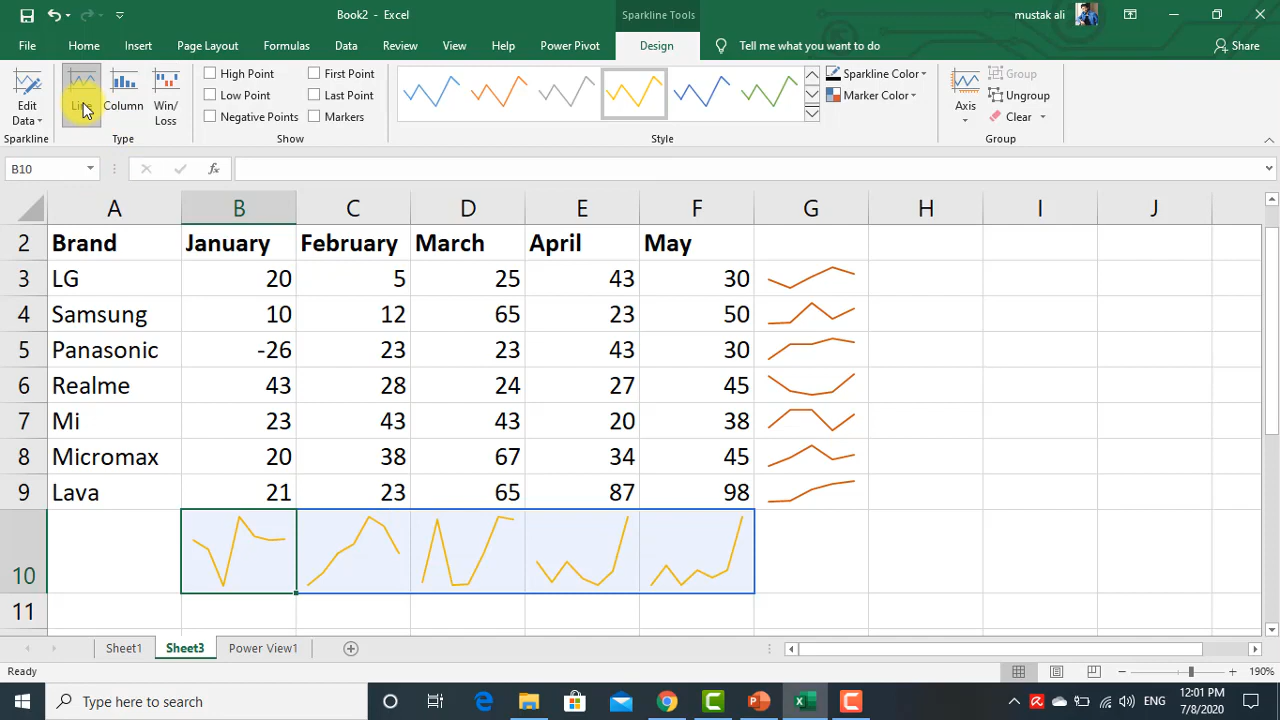 Book2 - Excel
Sparkline Tools
mustak ali
File Home Insert Page Layout Formulas Data Review View Help Power Pivot Design Tell me what you want to do Share
Edit Data
Line
Column
Win/
Loss
High Point
Low Point
Negative Points
First Point
Last Point
Markers
Sparkline Color
Marker Color
Axis
Group
Ungroup
Clear
Sparkline Type Show Style Group
B10 fx
A B C D E F G H I J
2 Brand January February March April May
3 LG 20 5 25 43 30
4 Samsung 10 12 65 23 50
5 Panasonic -26 23 23 43 30
6 Realme 43 28 24 27 45
7 Mi 23 43 43 20 38
8 Micromax 20 38 67 34 45
9 Lava 21 23 65 87 98
10
11
Sheet1 Sheet3 Power View1
Ready 190%
Type here to search ENG 12:01 PM
7/8/2020